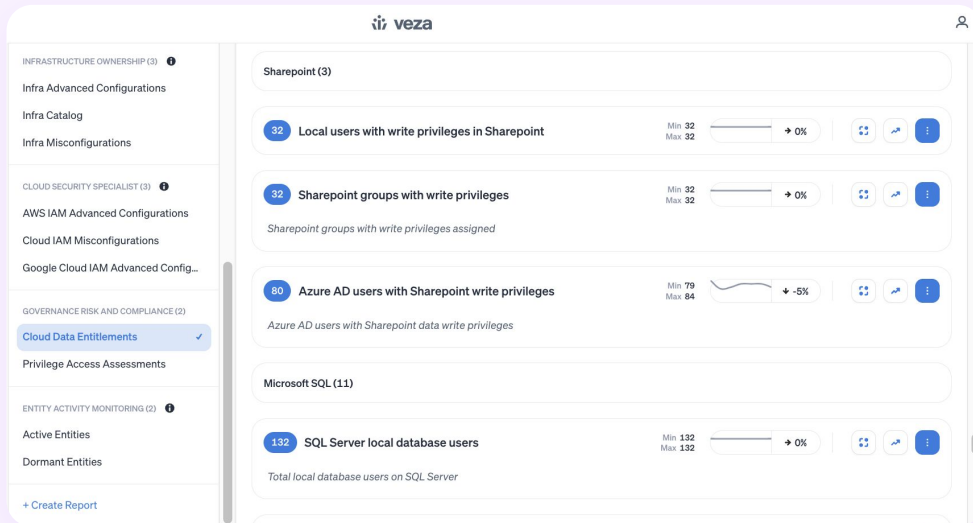 veza
INFRASTRUCTURE OWNERSHIP (3)
Infra Advanced Configurations
Infra Catalog
Infra Misconfigurations
CLOUD SECURITY SPECIALIST (3)
AWS IAM Advanced Configurations
Cloud IAM Misconfigurations
Google Cloud IAM Advanced Config...
GOVERNANCE RISK AND COMPLIANCE (2)
Cloud Data Entitlements
Privilege Access Assessments
ENTITY ACTIVITY MONITORING (2)
Active Entities
Dormant Entities
+ Create Report
Sharepoint (3)
32 Local users with write privileges in Sharepoint
Min 32
Max 32
→ 0%
32 Sharepoint groups with write privileges
Min 32
Max 32
→ 0%
Sharepoint groups with write privileges assigned
80 Azure AD users with Sharepoint write privileges
Min 79
Max 84
↓ -5%
Azure AD users with Sharepoint data write privileges
Microsoft SQL (11)
132 SQL Server local database users
Min 132
Max 132
→ 0%
Total local database users on SQL Server